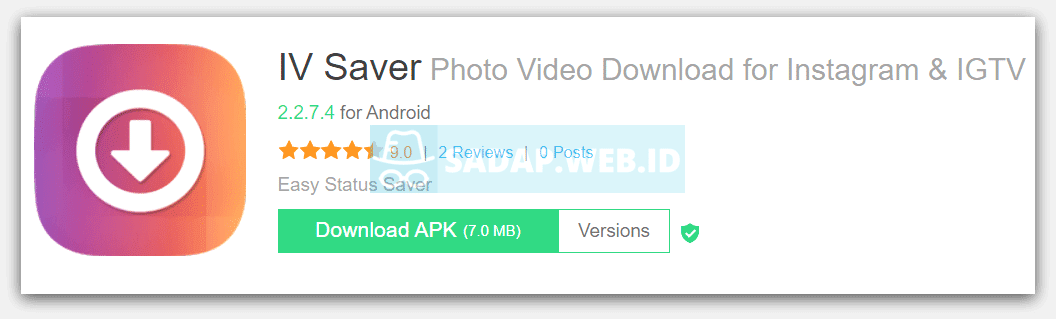 IV Saver Photo Video Download for Instagram & IGTV
2.2.7.4 for Android
9.0 | 2 Reviews | 0 Posts
SADAP.WEB.ID
Easy Status Saver
Download APK (7.0 MB) Versions